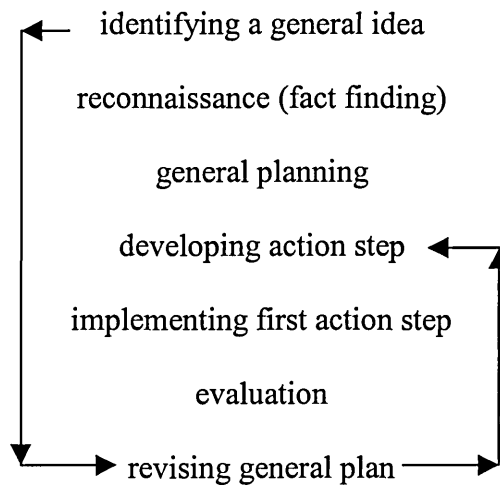 identifying a general idea
reconnaissance (fact finding)
general planning
developing action step
implementing first action step
evaluation
revising general plan